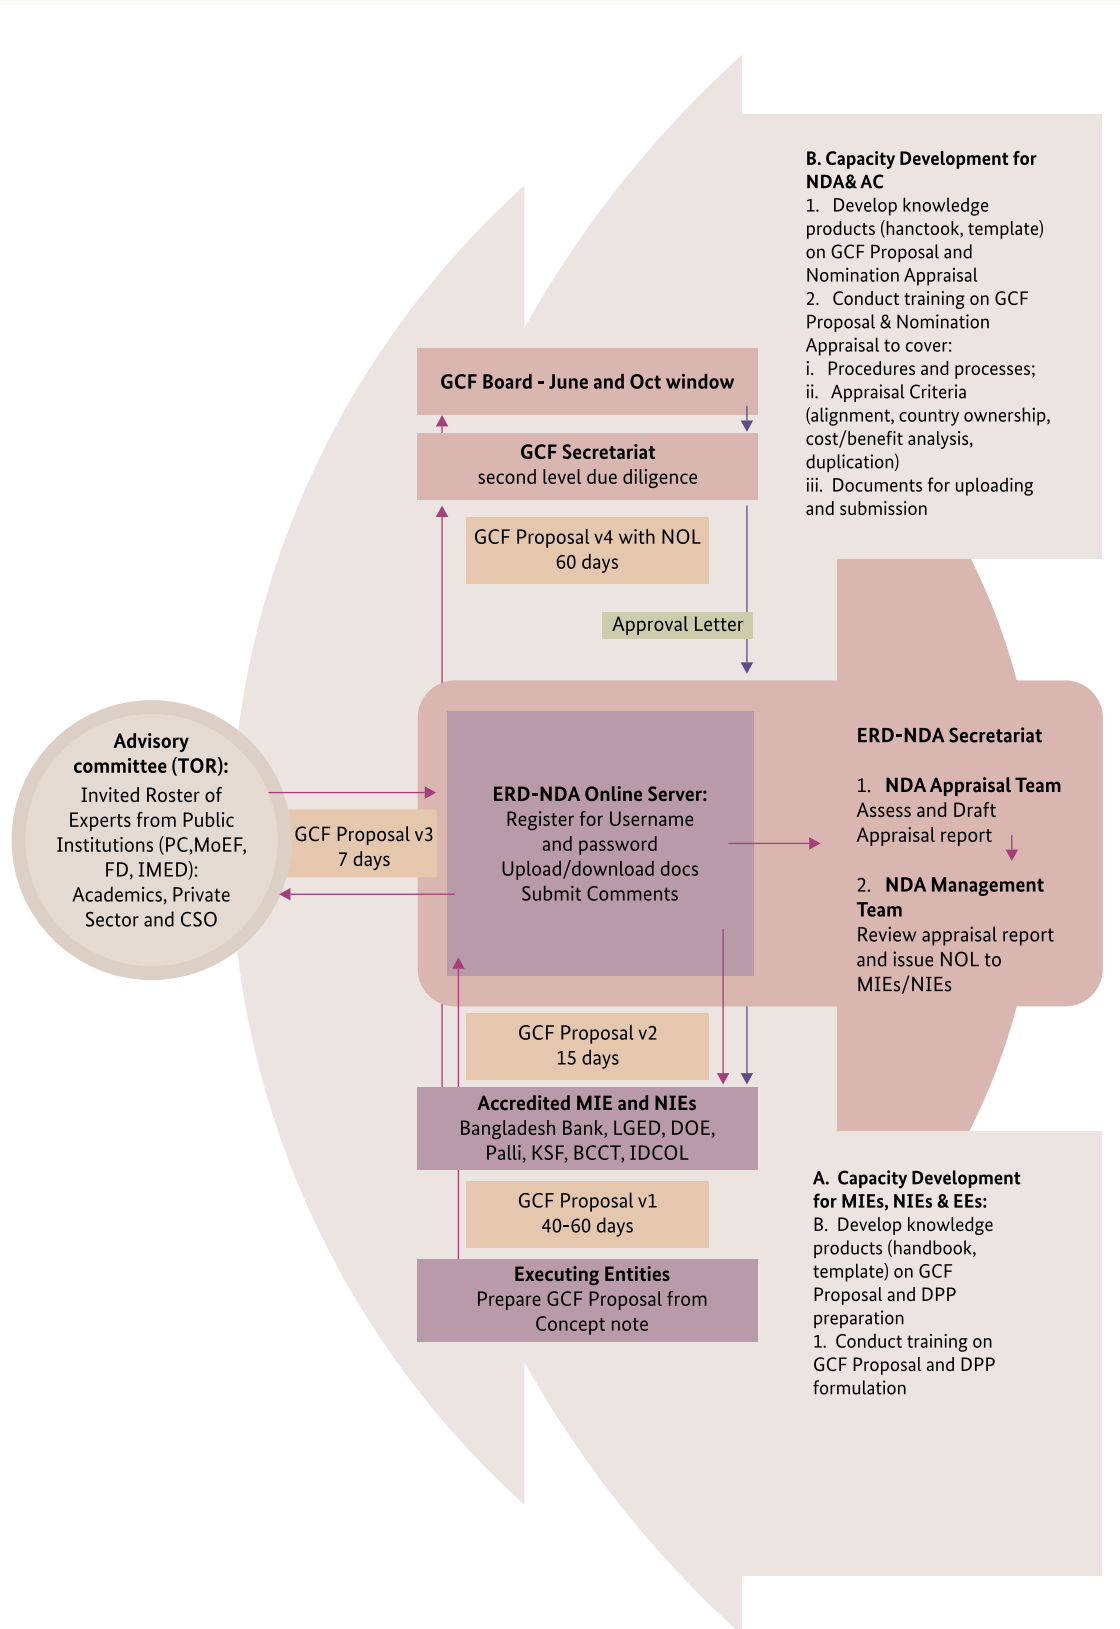 B. Capacity Development for
NDA& AC
1. Develop knowledge
products (hanctook, template)
on GCF Proposal and
Nomination Appraisal
2. Conduct training on GCF
Proposal & Nomination
Appraisal to cover:
i. Procedures and processes;
ii. Appraisal Criteria
(alignment, country ownership,
cost/benefit analysis,
duplication)
iii. Documents for uploading
and submission
GCF Board - June and Oct window
GCF Secretariat
second level due diligence
GCF Proposal v4 with NOL
60 days
Approval Letter
Advisory
committee (TOR):
Invited Roster of
Experts from Public
Institutions (PC,MoEF,
FD, IMED):
Academics, Private
Sector and CSO
GCF Proposal v3
7 days
ERD-NDA Online Server:
Register for Username
and password
Upload/download docs
Submit Comments
ERD-NDA Secretariat
1. NDA Appraisal Team
Assess and Draft
Appraisal report
2. NDA Management
Team
Review appraisal report
and issue NOL to
MIEs/NIEs
GCF Proposal v2
15 days
Accredited MIE and NIEs
Bangladesh Bank, LGED, DOE,
Palli, KSF, BCCT, IDCOL
GCF Proposal v1
40-60 days
Executing Entities
Prepare GCF Proposal from
Concept note
A. Capacity Development
for MIEs, NIEs & EEs:
B. Develop knowledge
products (handbook,
template) on GCF
Proposal and DPP
preparation
1. Conduct training on
GCF Proposal and DPP
formulation